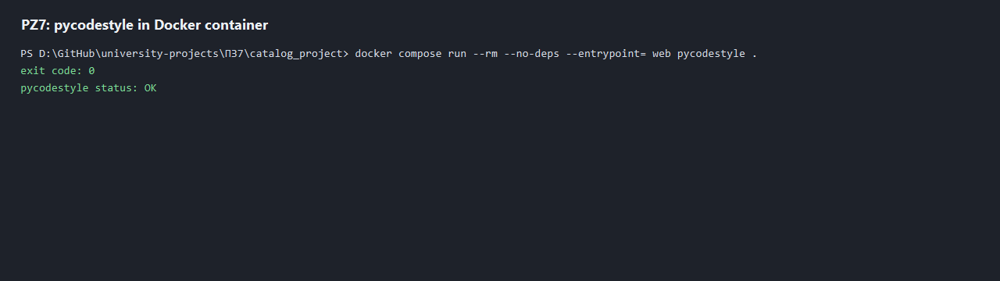 PZ7: pycodestyle in Docker container
PS D:\GitHub\university-projects\ПЗ7\catalog_project> docker compose run --rm --no-deps --entrypoint= web pycodestyle .
exit code: 0
pycodestyle status: OK